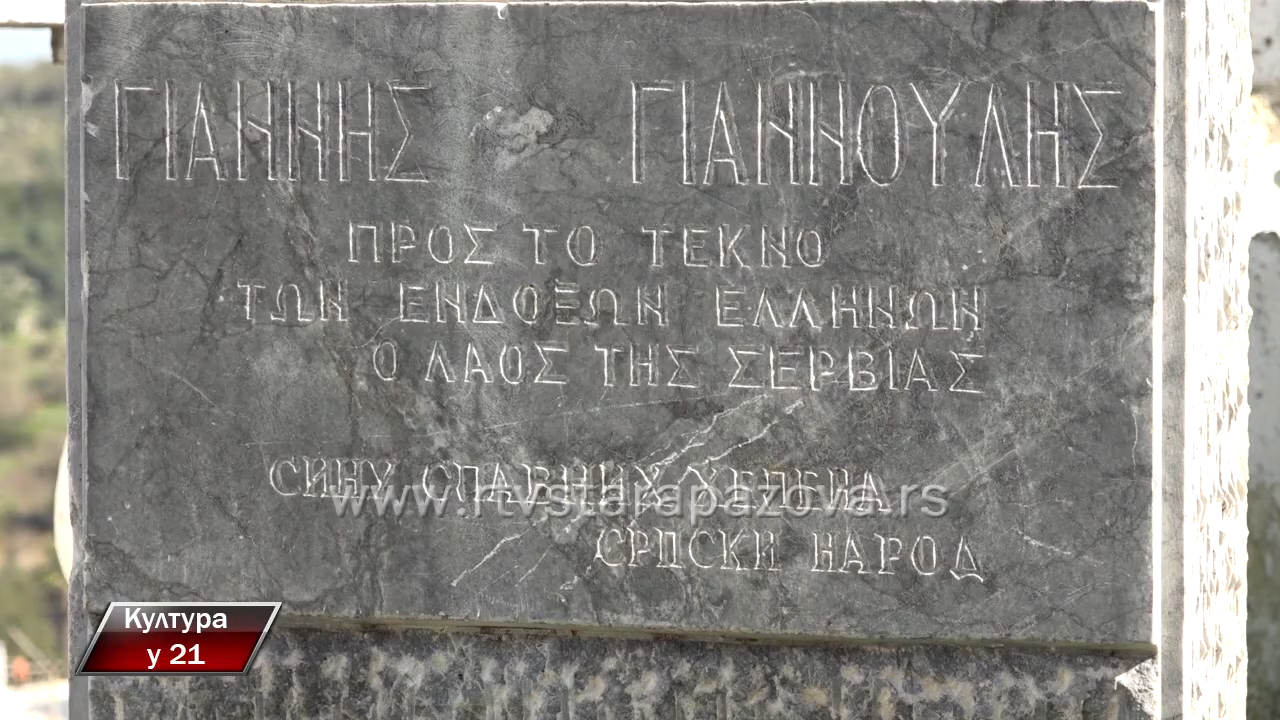 ΓΙΑΝΝΗΣ ΓΙΑΝΝΟΥΛΗΣ
ΠΡΟΣ ΤΟ ΤΕΚΝΟ
ΤΩΝ ΕΝΔΟΞΩΝ ΕΛΛΗΝΩΝ
Ο ΛΑΟΣ ΤΗΣ ΣΕΡΒΙΑΣ
СИНУ СЛАВНИХ ХЕЛЕНА
www.rtvstarapazova.rs
СРПСКИ НАРОД
Култура
у 21